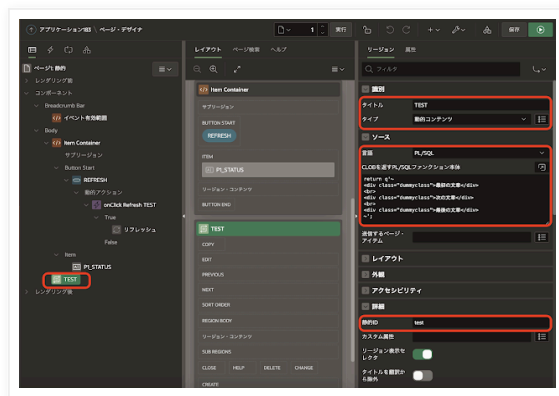 アプリケーション183 \ ページ・デザイナ
1
実行
保存
ページ1: 静的
レンダリング前
コンポーネント
Breadcrumb Bar
イベント有効範囲
Body
Item Container
サブリージョン
Button Start
REFRESH
動的アクション
onClick Refresh TEST
True
リフレッシュ
False
Item
P1_STATUS
TEST
レンダリング後
レイアウト ページ検索 ヘルプ
Item Container
サブリージョン
BUTTON START
REFRESH
ITEM
P1_STATUS
リージョン・コンテンツ
BUTTON END
TEST
COPY
EDIT
PREVIOUS
NEXT
SORT ORDER
REGION BODY
リージョン・コンテンツ
SUB REGIONS
CLOSE HELP DELETE CHANGE
CREATE
リージョン 属性
フィルタ
識別
タイトル TEST
タイプ 動的コンテンツ
ソース
言語 PL/SQL
CLOBを返すPL/SQLファンクション本体
return q'~
<div class="dummyclass">最初の文章</div>
<br>
<div class="dummyclass">次の文章</div>
<br>
<div class="dummyclass">最後の文章</div>
~';
送信するページ・アイテム
レイアウト
外観
アクセシビリティ
詳細
静的ID test
カスタム属性
リージョン表示セレクタ
タイトルを翻訳から除外